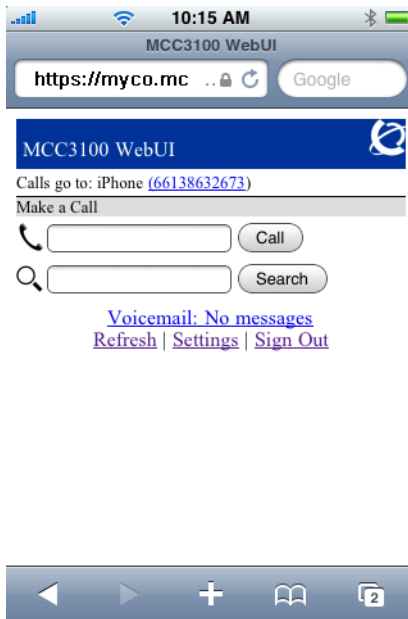 10:15 AM
MCC3100 WebUI
https://myco.mc ..
Google
MCC3100 WebUI
Calls go to: iPhone (66138632673)
Make a Call
Call
Search
Voicemail: No messages
Refresh | Settings | Sign Out
2